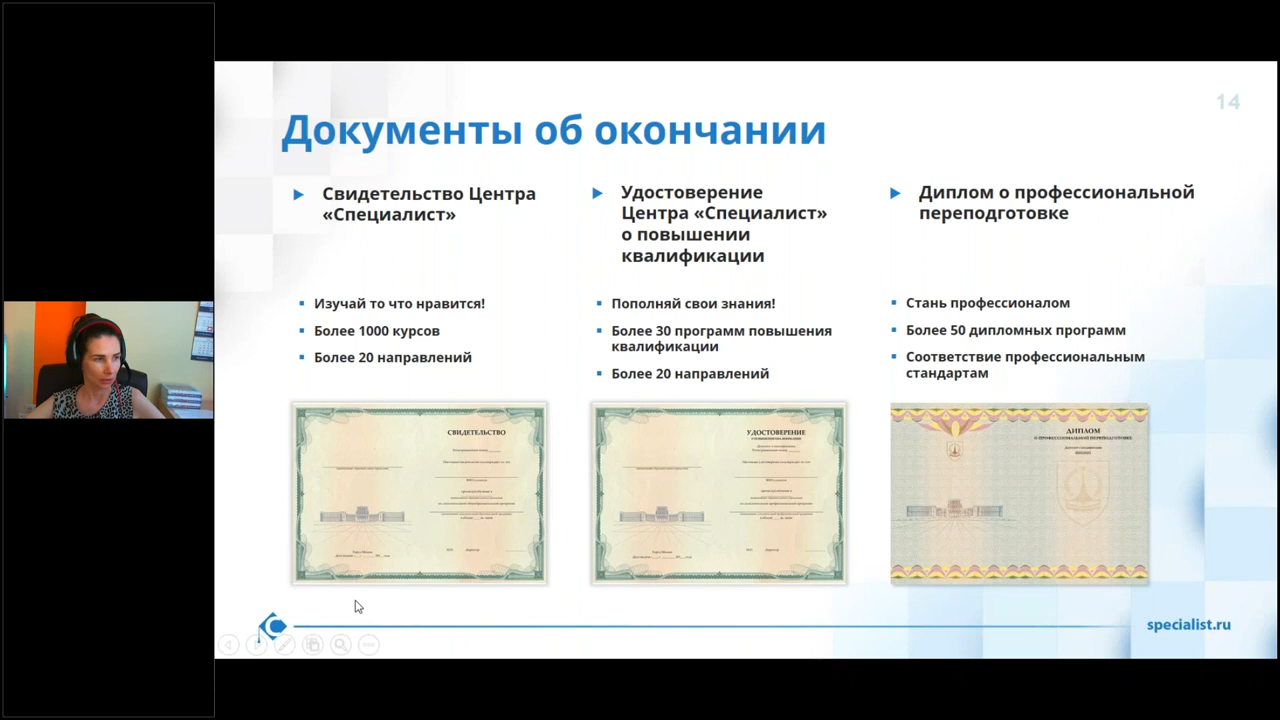 14
Документы об окончании
Свидетельство Центра
«Специалист»
Изучай то что нравится!
Более 1000 курсов
Более 20 направлений
СВИДЕТЕЛЬСТВО
Удостоверение
Центра «Специалист»
о повышении
квалификации
Пополняй свои знания!
Более 30 программ повышения
квалификации
Более 20 направлений
УДОСТОВЕРЕНИЕ
О ПОВЫШЕНИИ КВАЛИФИКАЦИИ
Диплом о профессиональной
переподготовке
Стань профессионалом
Более 50 дипломных программ
Соответствие профессиональным
стандартам
ДИПЛОМ
О ПРОФЕССИОНАЛЬНОЙ ПЕРЕПОДГОТОВКЕ
specialist.ru